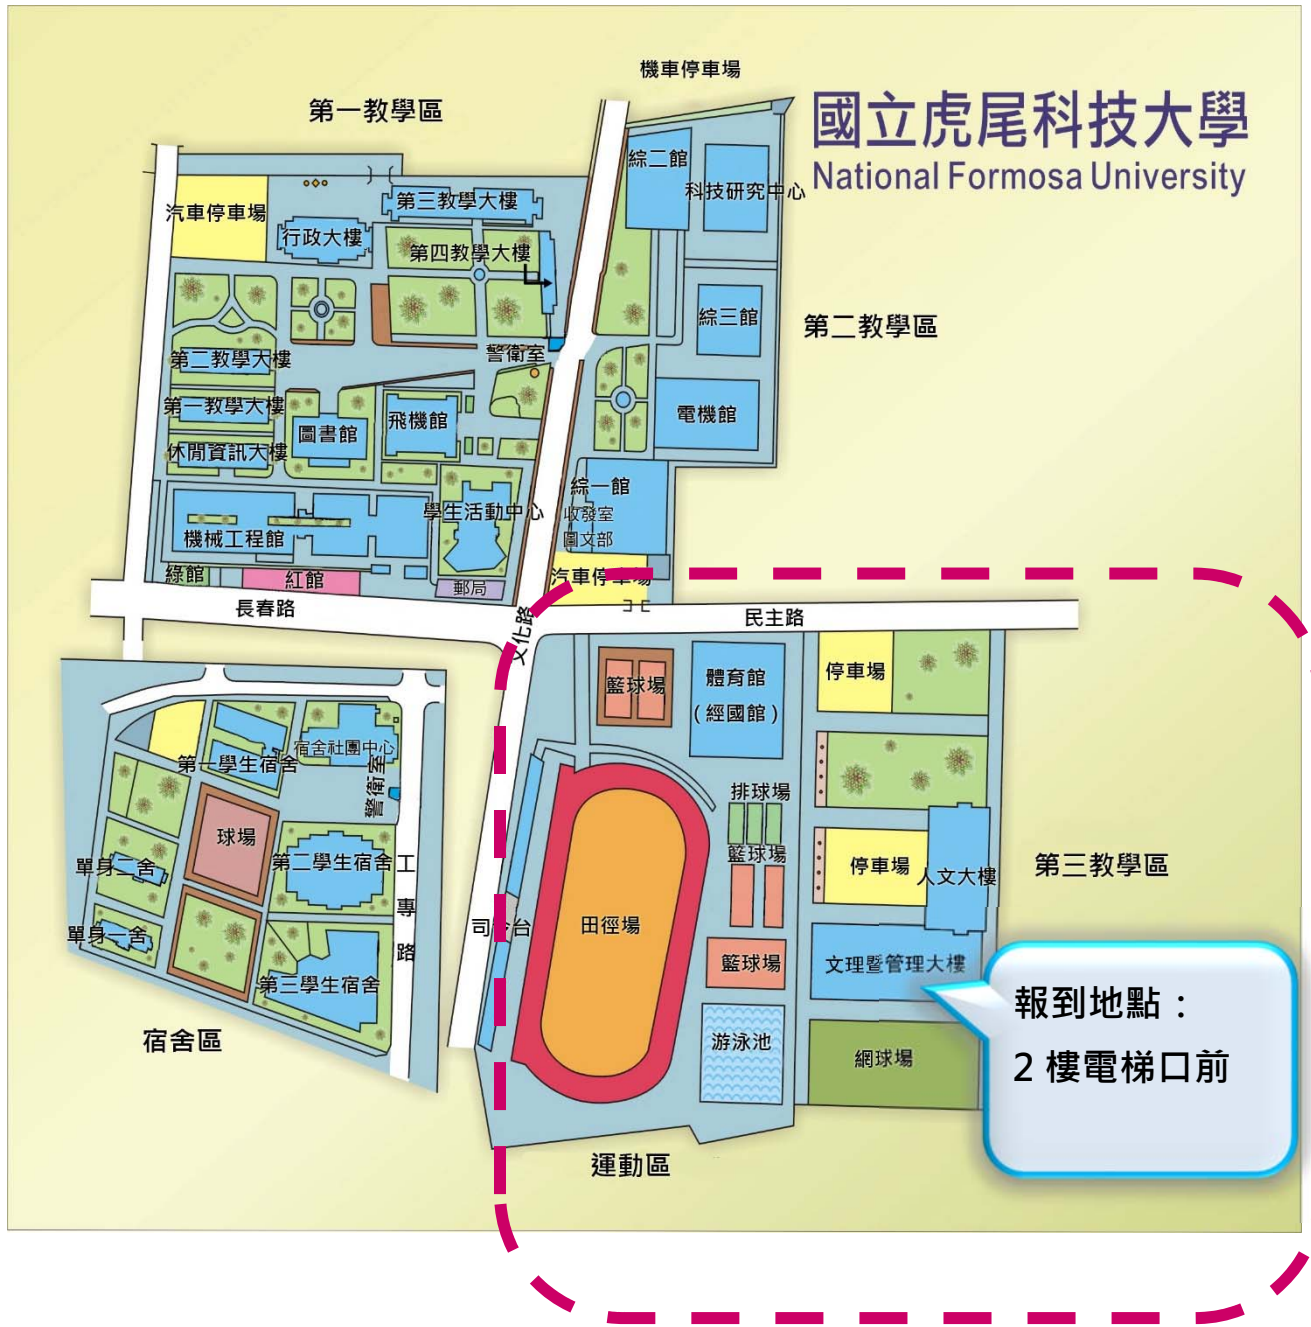 機車停車場
國立虎尾科技大學
National Formosa University
第一教學區
綜二館
科技研究中心
第三教學大樓
汽車停車場
行政大樓
第四教學大樓
綜三館
第二教學區
警衛室
第二教學大樓
第一教學大樓
飛機館
電機館
圖書館
休閒資訊大樓
綜一館
學生活動中心
收發室
圖文部
機械工程館
綠館
紅館
郵局
汽車停車場
長春路
文化路
民主路
籃球場
體育館
(經國館)
停車場
宿舍社團中心
第一學生宿舍
警衛室
排球場
球場
籃球場
第二學生宿舍
工專路
單身二舍
停車場
人文大樓
第三教學區
司令台
田徑場
單身一舍
籃球場
文理暨管理大樓
第三學生宿舍
報到地點：
2 樓電梯口前
宿舍區
游泳池
網球場
運動區